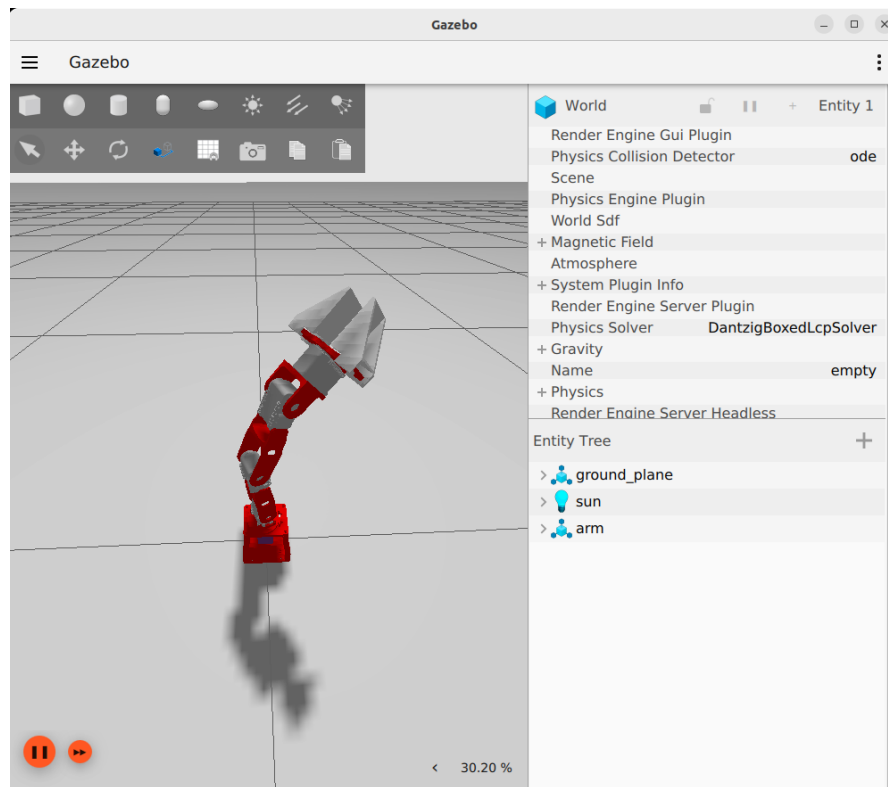 Gazebo
Gazebo
World Entity 1
Render Engine Gui Plugin
Physics Collision Detector ode
Scene
Physics Engine Plugin
World Sdf
+ Magnetic Field
Atmosphere
+ System Plugin Info
Render Engine Server Plugin
Physics Solver DantzigBoxedLcpSolver
+ Gravity
Name empty
+ Physics
Render Engine Server Headless
Entity Tree
ground_plane
sun
arm
30.20 %